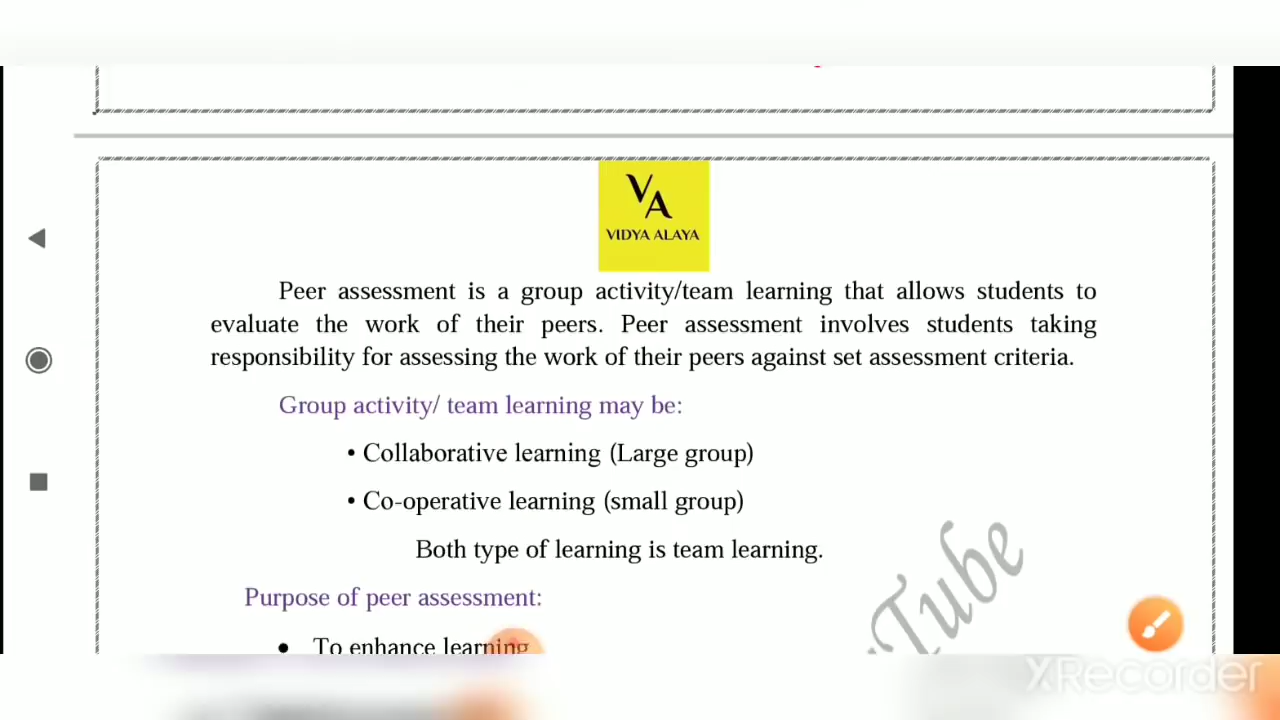 VA
VIDYA ALAYA
Peer assessment is a group activity/team learning that allows students to
evaluate the work of their peers. Peer assessment involves students taking
responsibility for assessing the work of their peers against set assessment criteria.
Group activity/ team learning may be:
• Collaborative learning (Large group)
• Co-operative learning (small group)
Both type of learning is team learning.
Purpose of peer assessment:
• To enhance learning
Tube
XRecorder